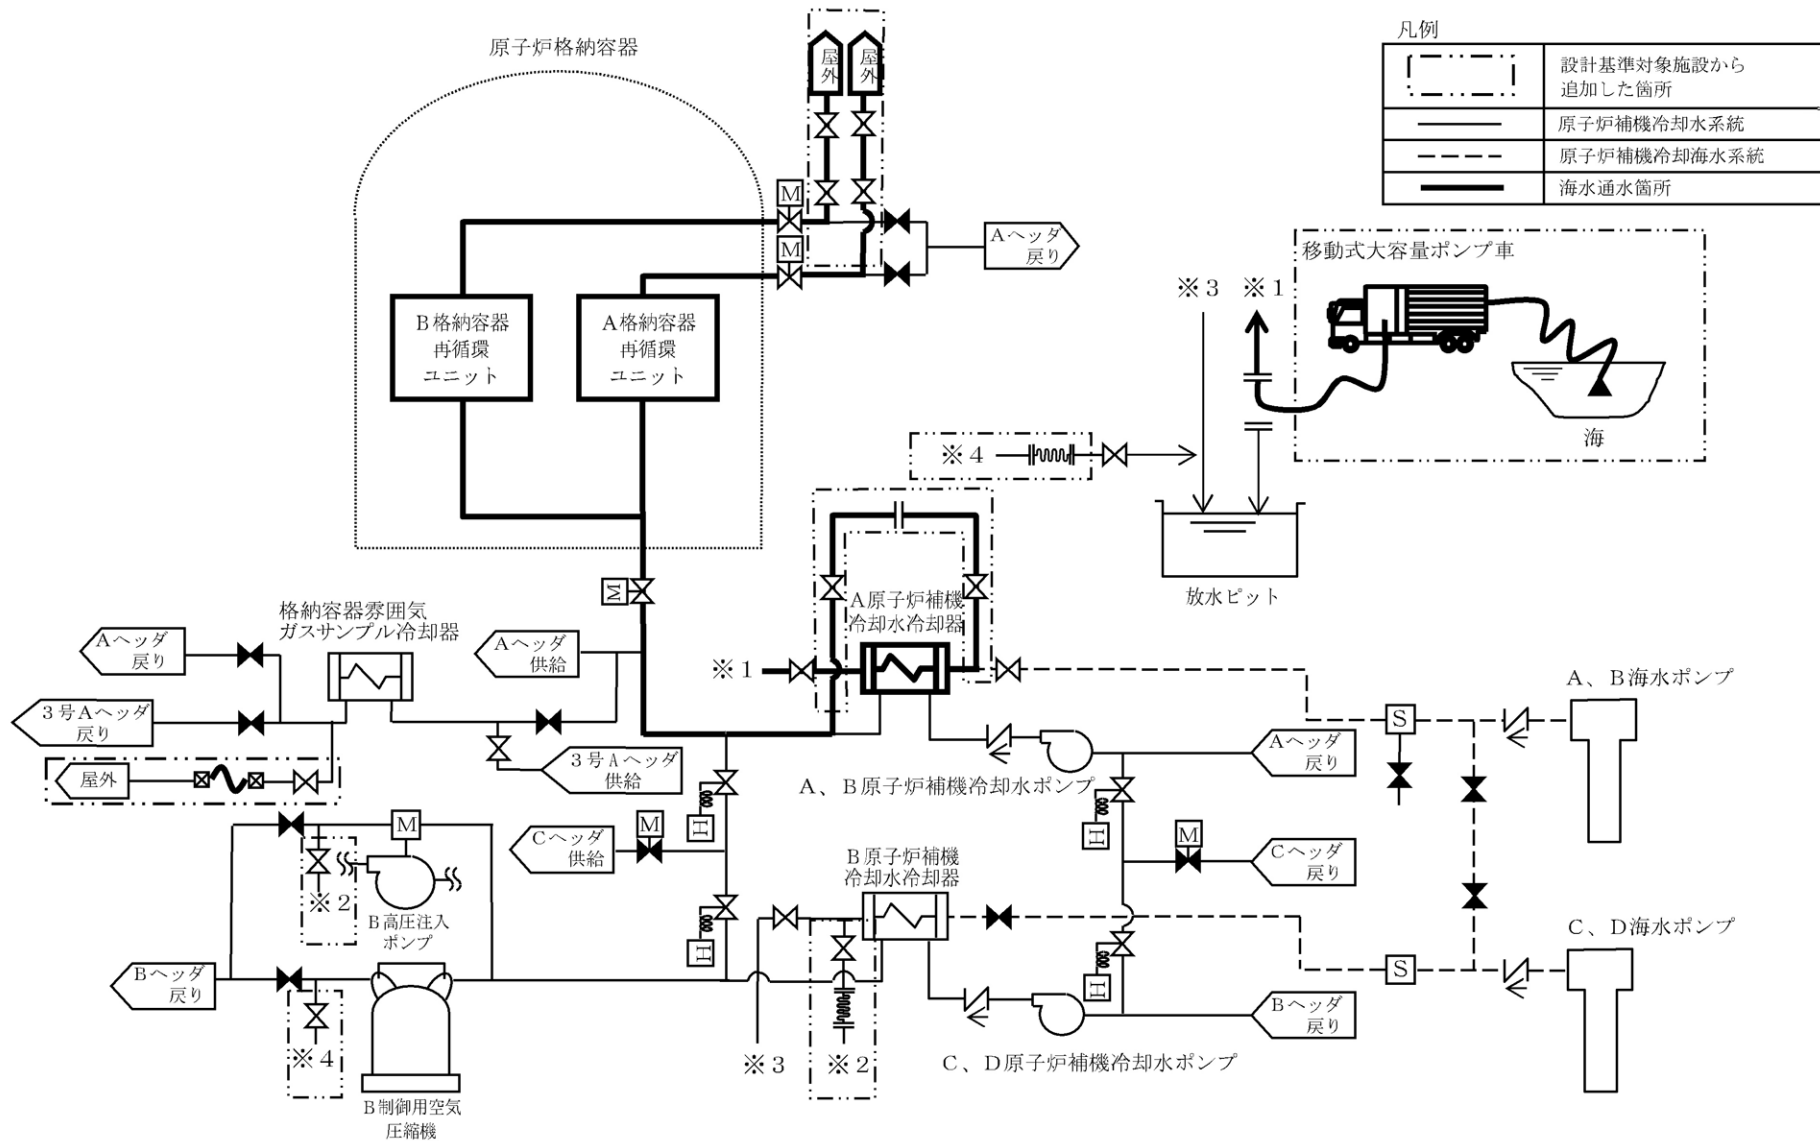 原子炉格納容器
屋外
屋外
凡例
設計基準対象施設から
追加した箇所
原子炉補機冷却水系統
原子炉補機冷却海水系統
海水通水箇所
M
M
Aヘッダ
戻り
移動式大容量ポンプ車
※3
※1
海
B格納容器
再循環
ユニット
A格納容器
再循環
ユニット
※4
放水ピット
M
A原子炉補機
冷却水冷却器
※1
格納容器雰囲気
ガスサンプル冷却器
Aヘッダ
戻り
Aヘッダ
供給
3号Aヘッダ
戻り
3号Aヘッダ
供給
屋外
A、B海水ポンプ
S
Aヘッダ
戻り
A、B原子炉補機冷却水ポンプ
H
H
M
Cヘッダ
供給
M
Cヘッダ
戻り
M
※2
B高圧注入
ポンプ
B原子炉補機
冷却水冷却器
H
H
C、D海水ポンプ
S
Bヘッダ
戻り
Bヘッダ
戻り
※4
※3
※2
C、D原子炉補機冷却水ポンプ
B制御用空気
圧縮機